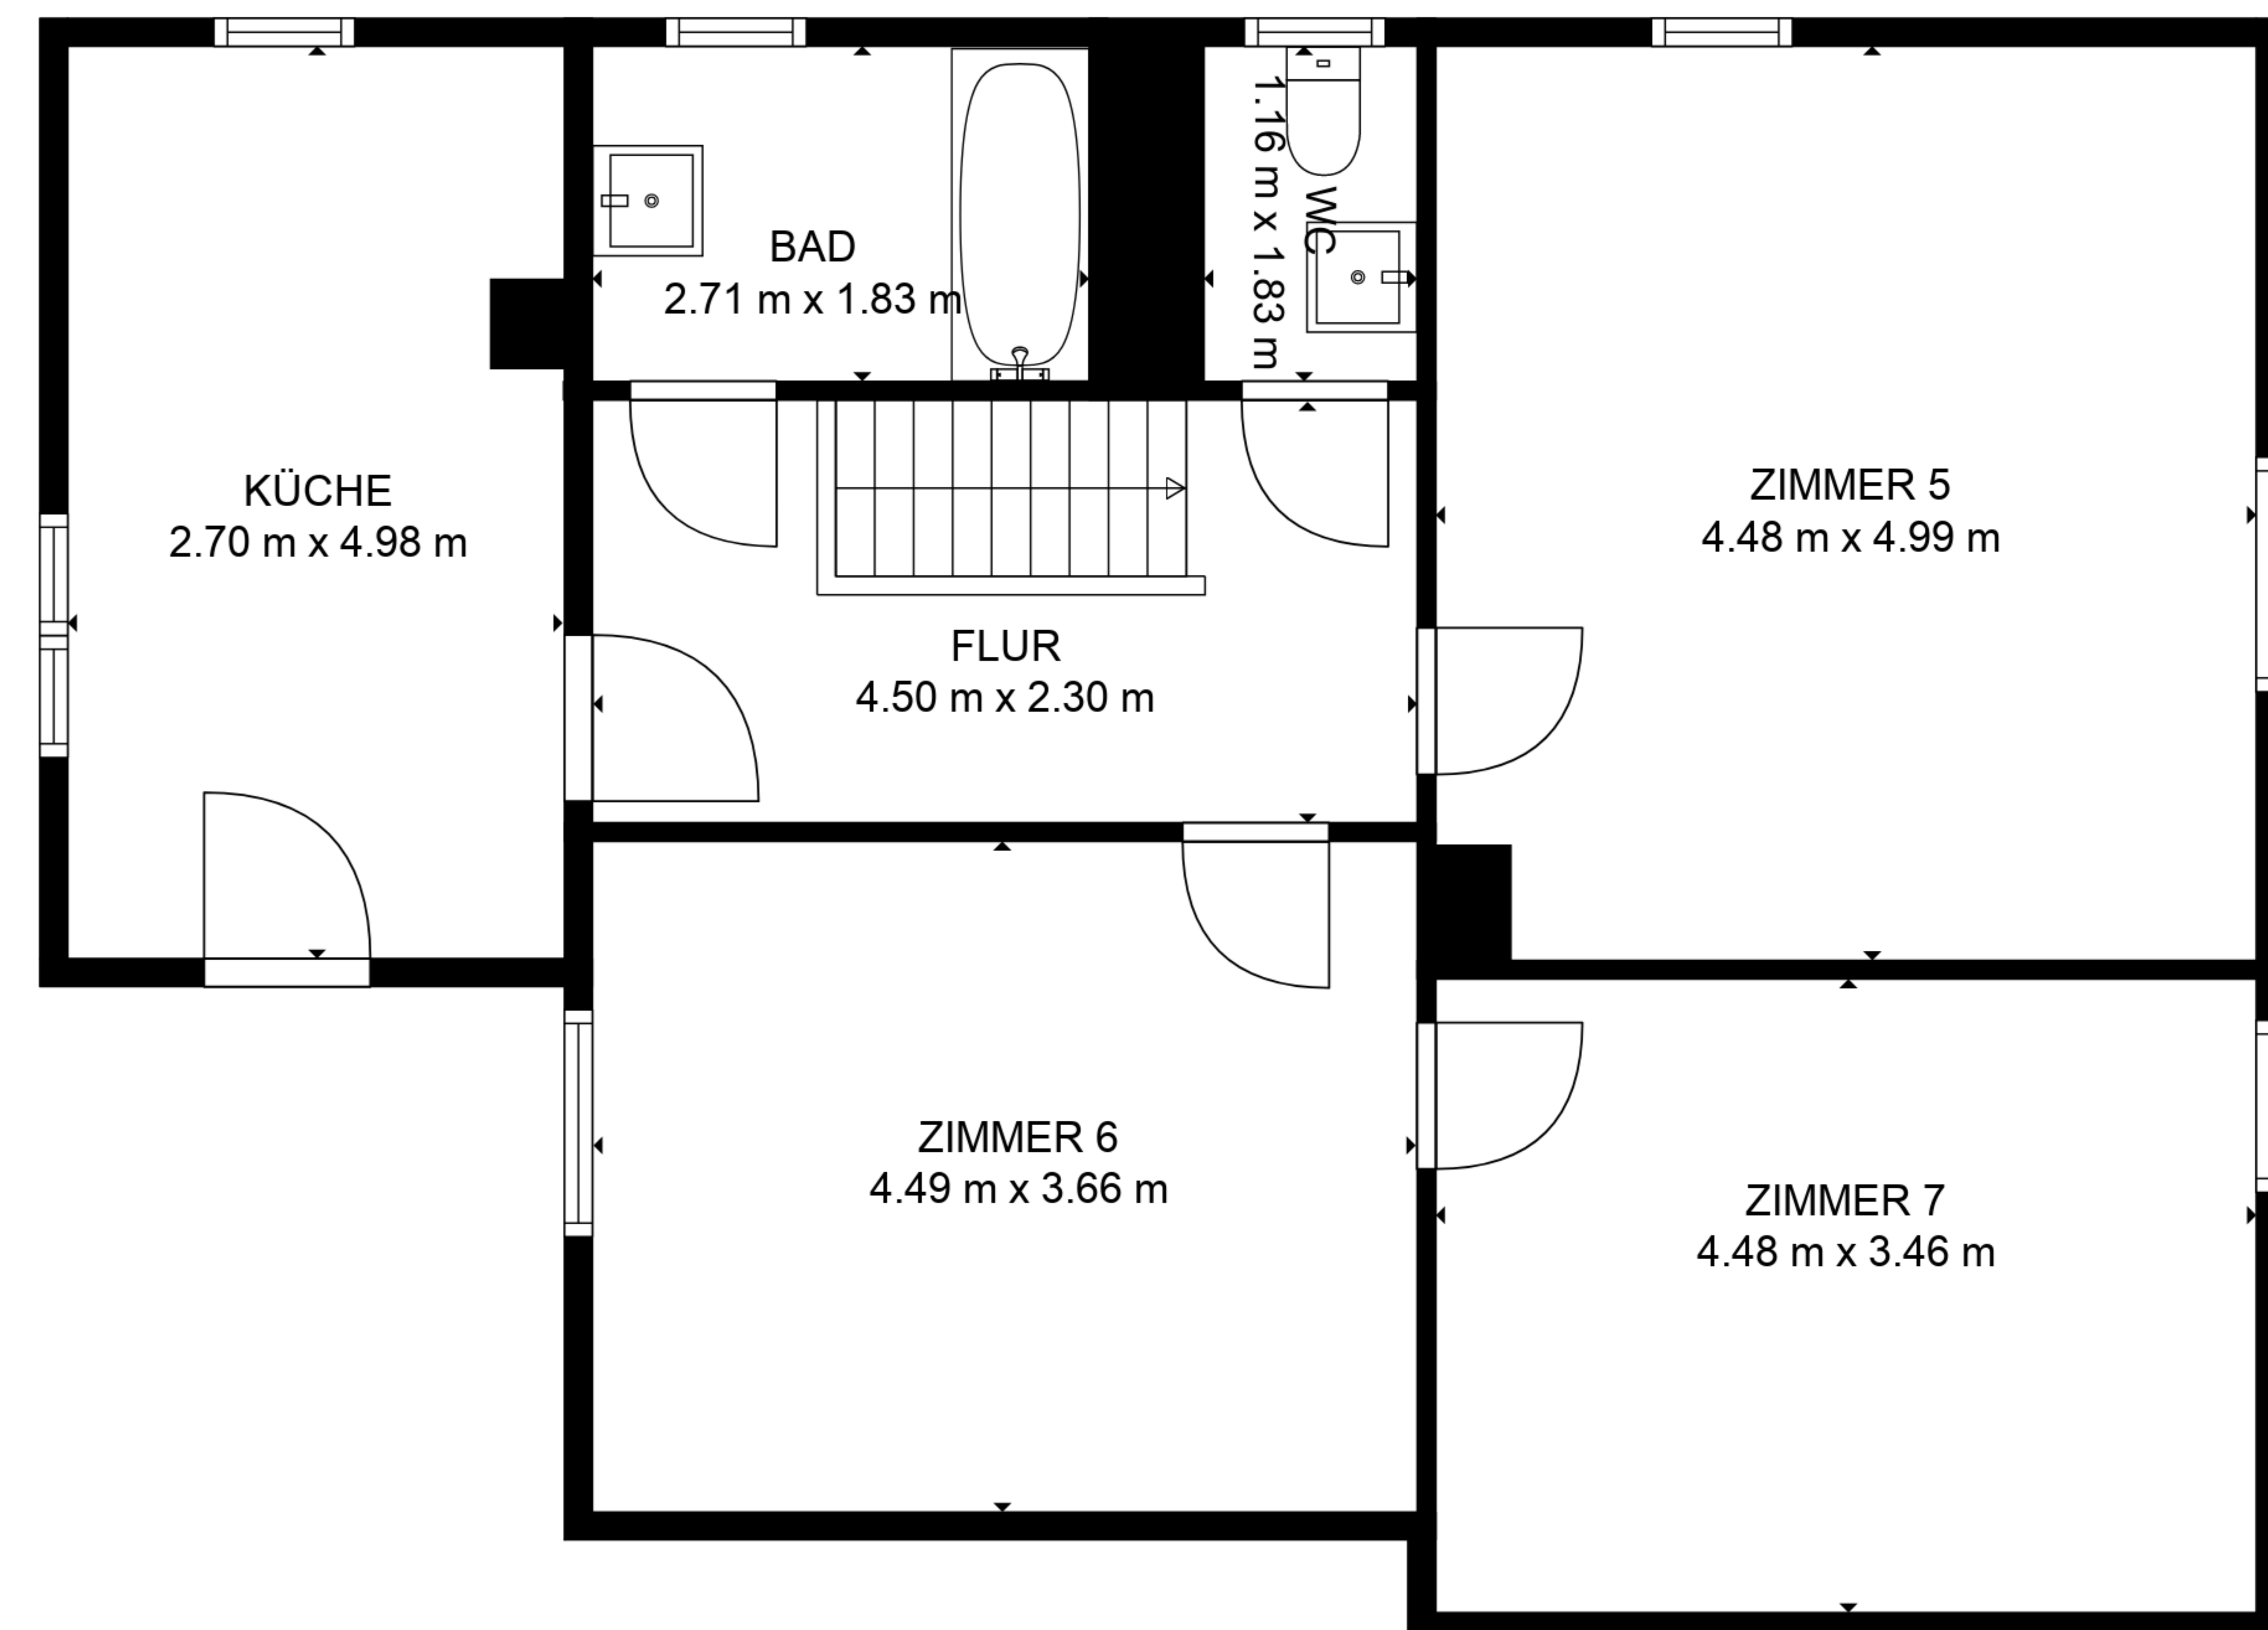 BAD
2.71 m x 1.83 m
WC
1.16 m x 1.83 m
KÜCHE
2.70 m x 4.98 m
ZIMMER 5
4.48 m x 4.99 m
FLUR
4.50 m x 2.30 m
ZIMMER 6
4.49 m x 3.66 m
ZIMMER 7
4.48 m x 3.46 m